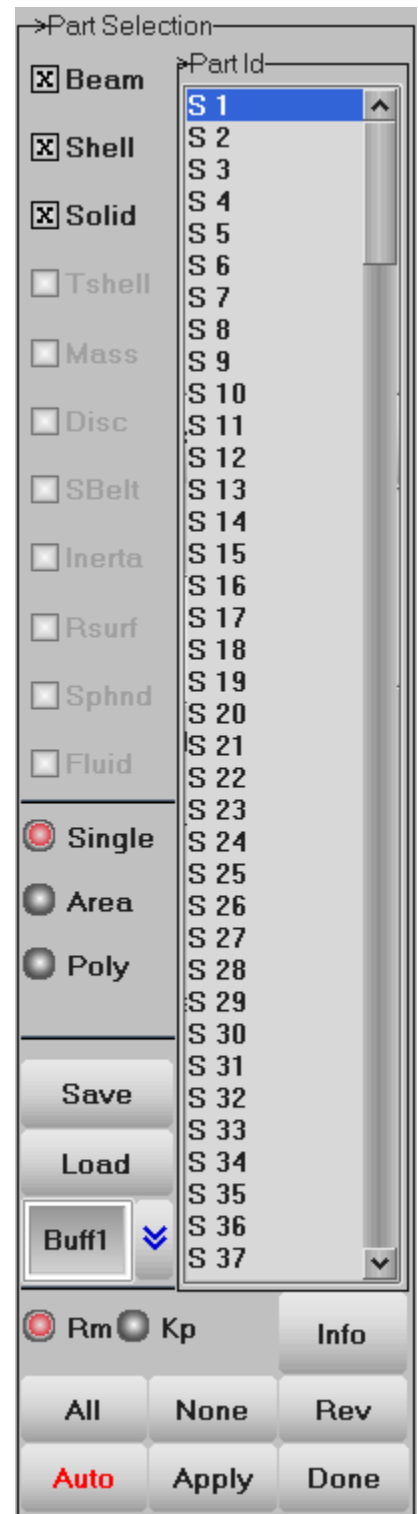 >Part Selection
X Beam
X Shell
X Solid
Tshell
Mass
Disc
SBelt
Inerta
Rsurf
Sphnd
Fluid
Single
Area
Poly
Save
Load
Buff1
>Part Id
S 1
S 2
S 3
S 4
S 5
S 6
S 7
S 8
S 9
S 10
S 11
S 12
S 13
S 14
S 15
S 16
S 17
S 18
S 19
S 20
S 21
S 22
S 23
S 24
S 25
S 26
S 27
S 28
S 29
S 30
S 31
S 32
S 33
S 34
S 35
S 36
S 37
Rm Kp Info
All None Rev
Auto Apply Done